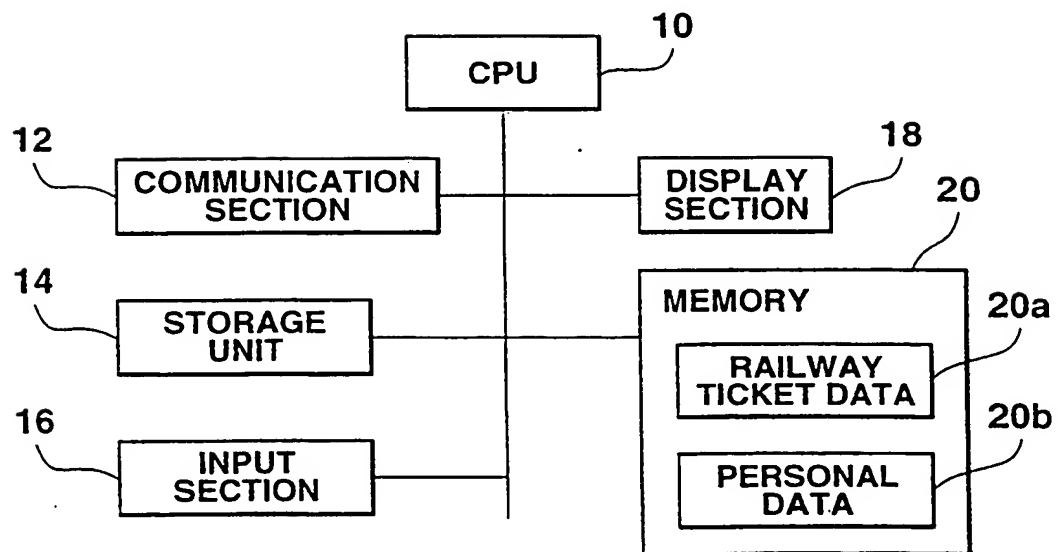 10
CPU
12
18
COMMUNICATION
SECTION
DISPLAY
SECTION
20
14
MEMORY
20a
STORAGE
UNIT
RAILWAY
TICKET DATA
16
20b
INPUT
SECTION
PERSONAL
DATA